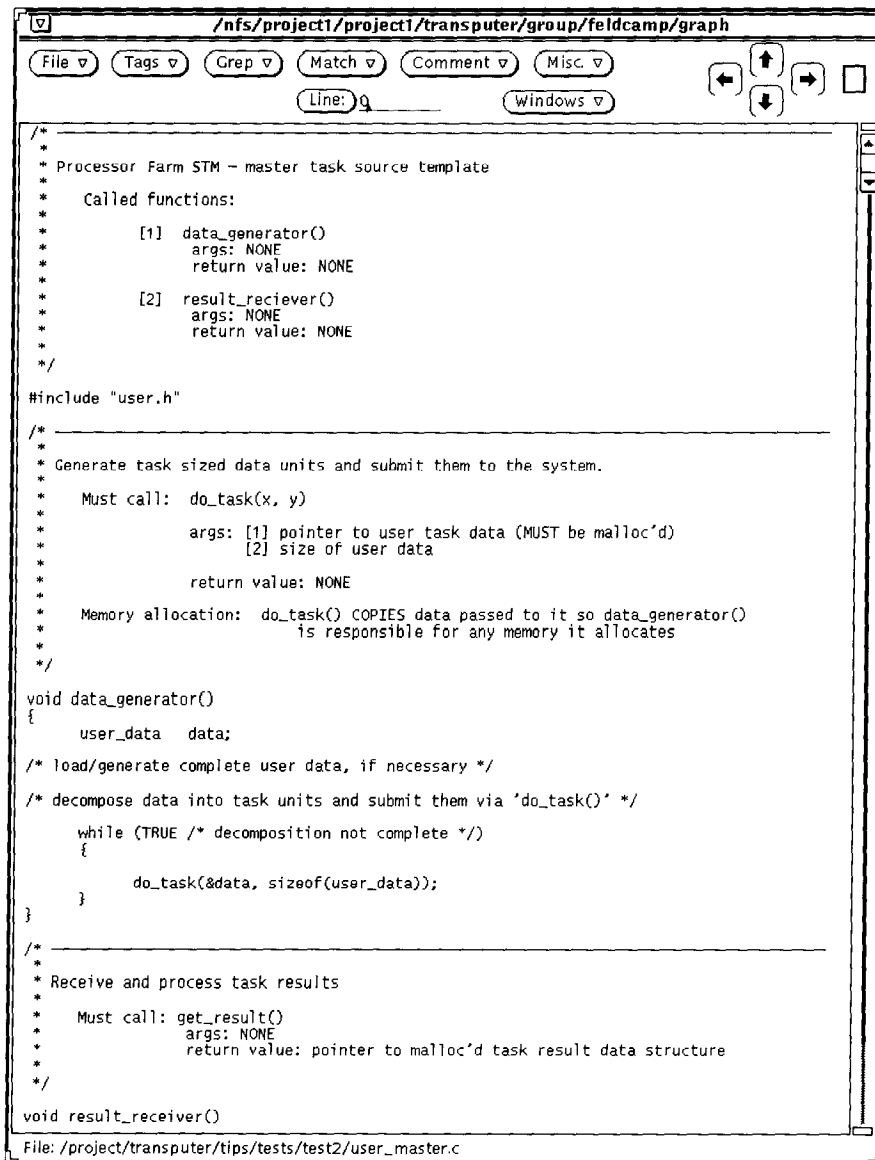 /nfs/project1/project1/transputer/group/feldcamp/graph
File Tags Grep Match Comment Misc.
Line: Windows
/*
*
* Processor Farm STM – master task source template
*
* Called functions:
*
* [1] data_generator()
* args: NONE
* return value: NONE
*
* [2] result_reciever()
* args: NONE
* return value: NONE
*
*/
#include "user.h"
/*
*
* Generate task sized data units and submit them to the system.
*
* Must call: do_task(x, y)
*
* args: [1] pointer to user task data (MUST be malloc'd)
* [2] size of user data
*
* return value: NONE
*
* Memory allocation: do_task() COPIES data passed to it so data_generator()
* is responsible for any memory it allocates
*
*/
void data_generator()
{
user_data data;
/* load/generate complete user data, if necessary */
/* decompose data into task units and submit them via 'do_task()' */
while (TRUE /* decomposition not complete */)
{
do_task(&data, sizeof(user_data));
}
}
/*
*
* Receive and process task results
*
* Must call: get_result()
* args: NONE
* return value: pointer to malloc'd task result data structure
*
*/
void result_receiver()
File: /project/transputer/tips/tests/test2/user_master.c